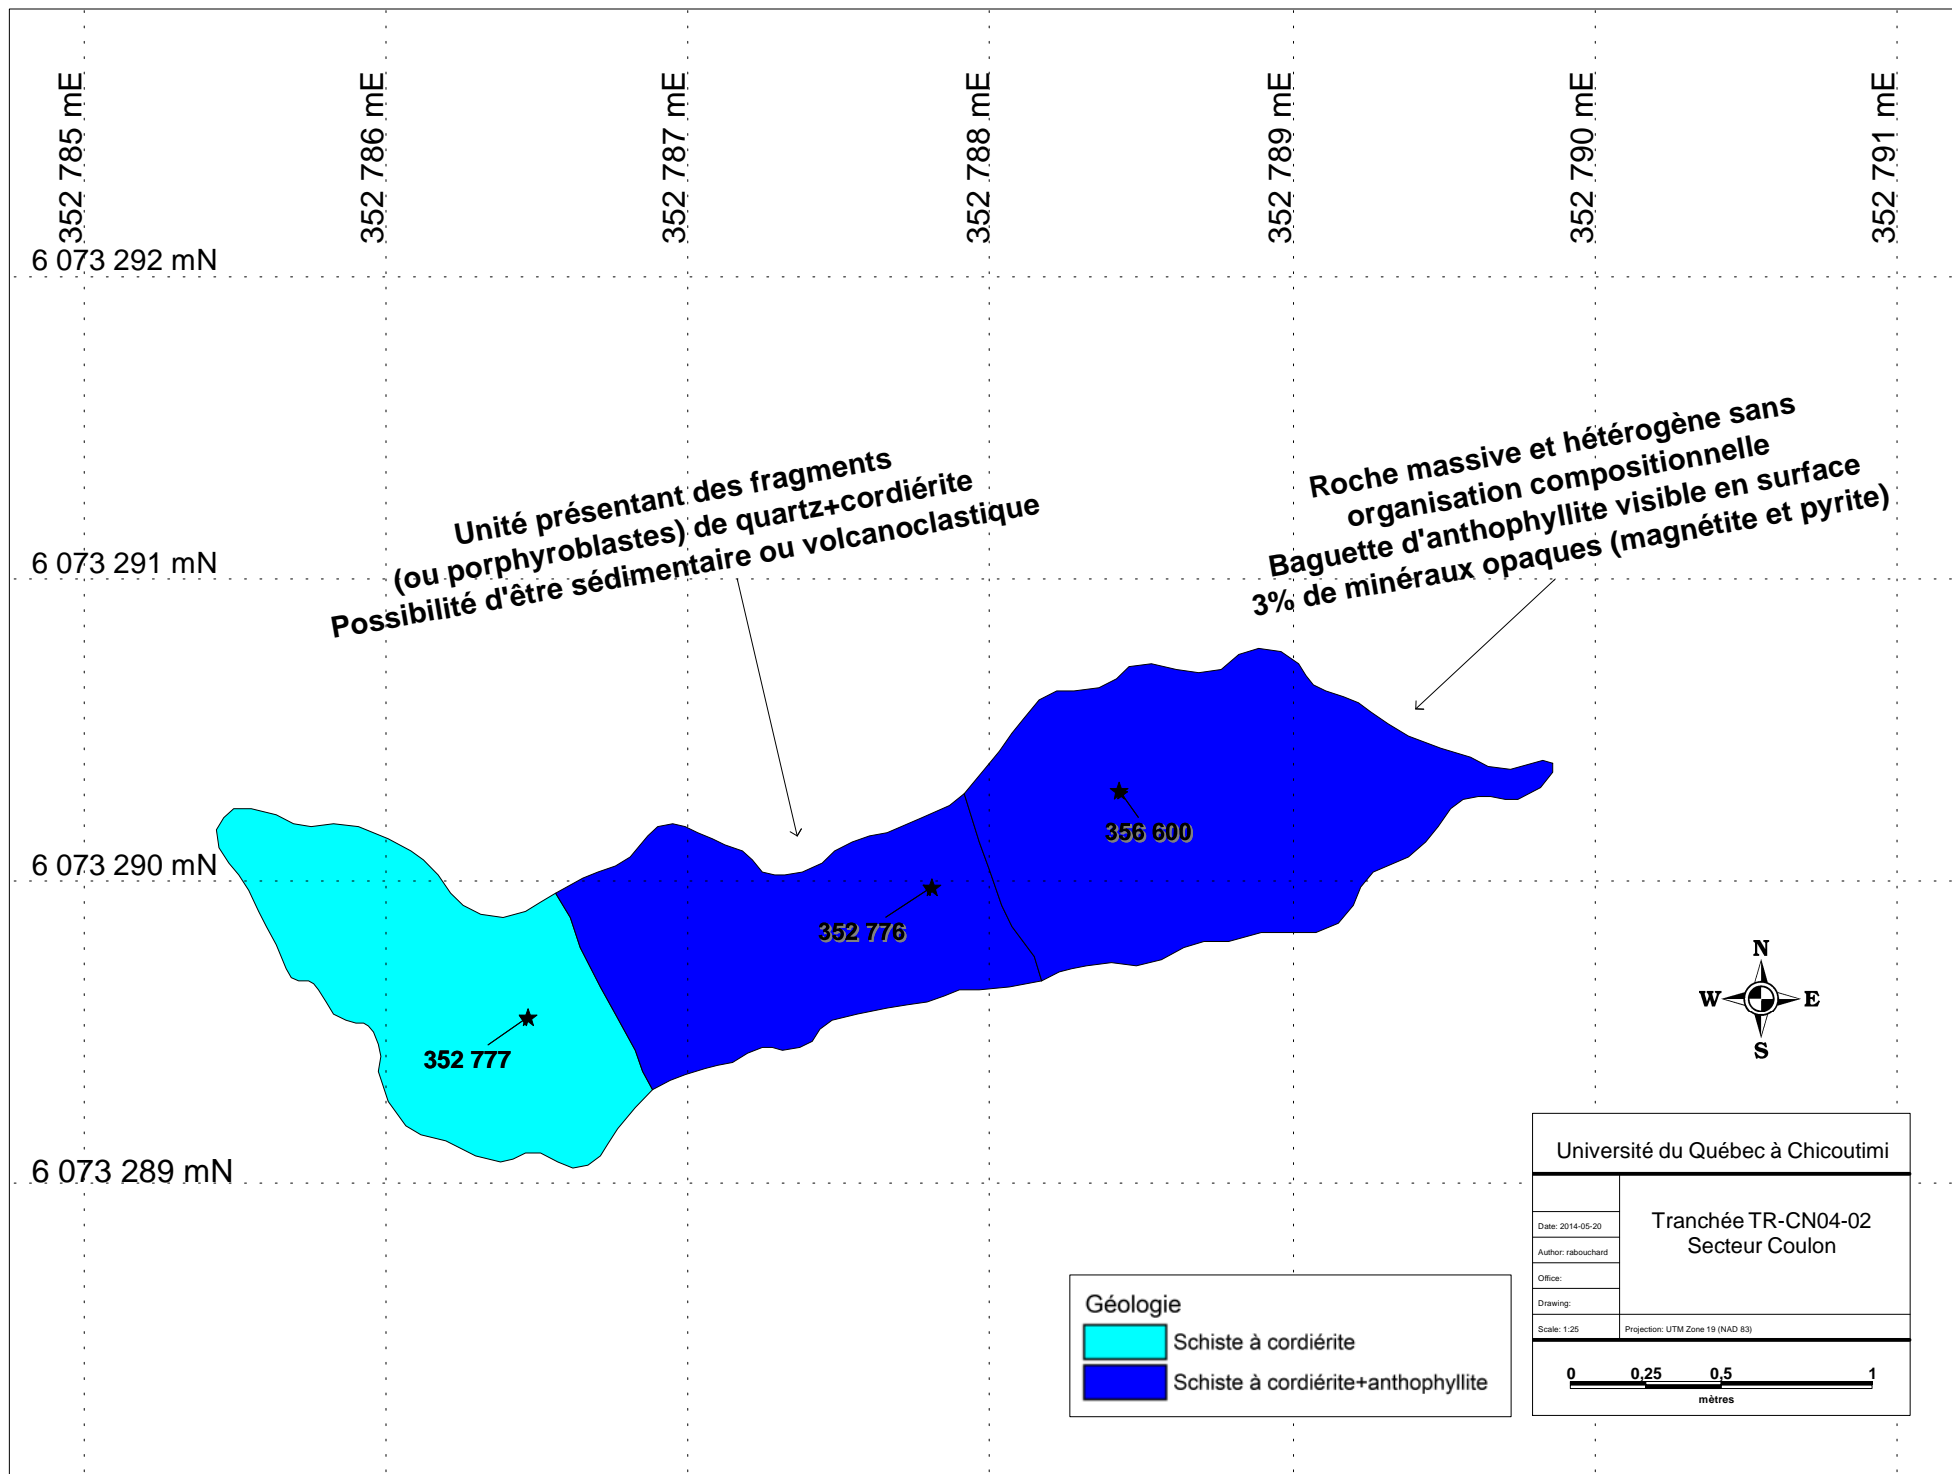 352 785 mE
352 786 mE
352 787 mE
352 788 mE
352 789 mE
352 790 mE
352 791 mE
6 073 292 mN
Unité présentant des fragments
(ou porphyroblastes) de quartz+cordiérite
Possibilité d'être sédimentaire ou volcanoclastique
Roche massive et hétérogène sans
organisation compositionnelle
Baguette d'anthophyllite visible en surface
3% de minéraux opaques (magnétite et pyrite)
6 073 291 mN
6 073 290 mN
356 600
352 776
352 777
N
W
E
S
6 073 289 mN
Géologie
Schiste à cordiérite
Schiste à cordiérite+anthophyllite
Université du Québec à Chicoutimi
Tranchée TR-CN04-02
Secteur Coulon
Date: 2014-05-20
Author: rabouchard
Office:
Drawing:
Scale: 1:25
Projection: UTM Zone 19 (NAD 83)
0 0,25 0,5 1
mètres